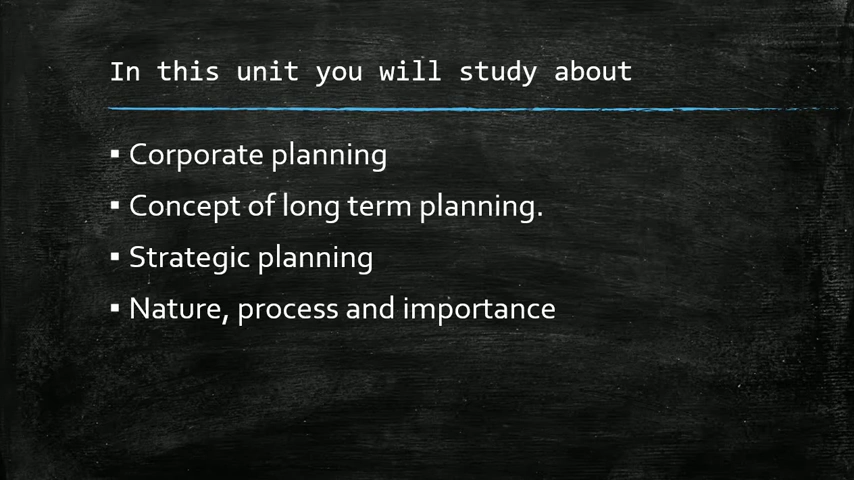 In this unit you will study about
▪ Corporate planning
▪ Concept of long term planning.
▪ Strategic planning
▪ Nature, process and importance